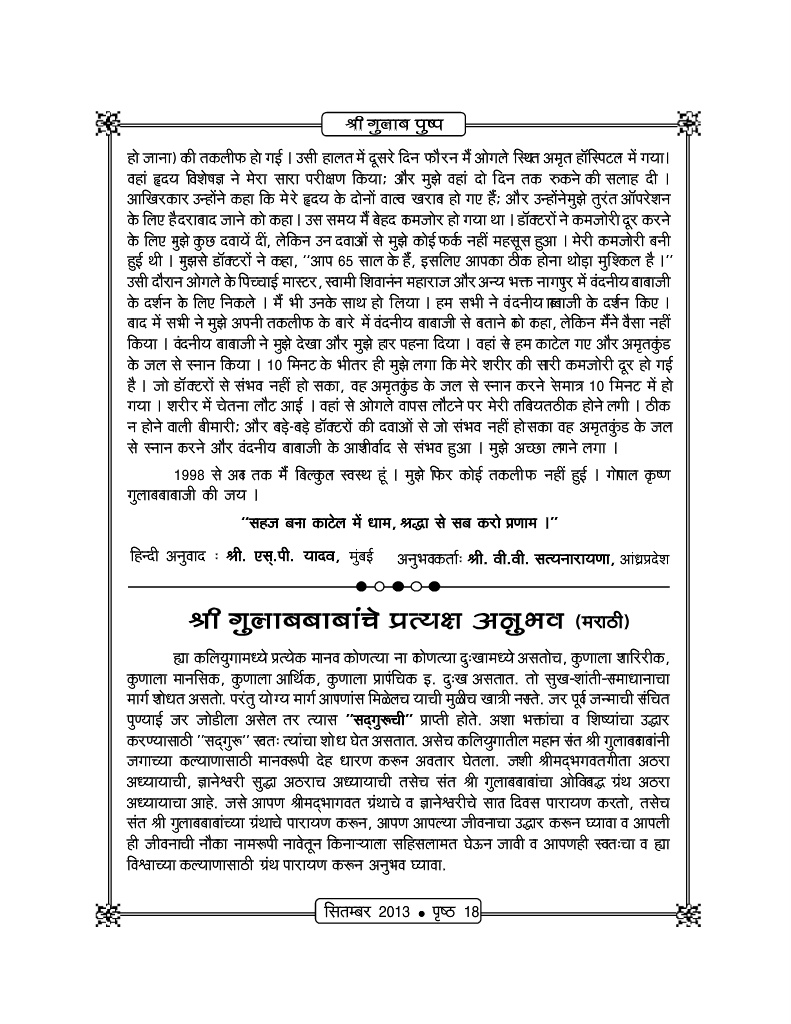 श्री गुलाब पुष्प
हो जाना) की तकलीफ हो गई । उसी हालत में दूसरे दिन फौरन मैं ओगले स्थित अमृत हॉस्पिटल में गया।
वहां हृदय विशेषज्ञ ने मेरा सारा परीक्षण किया; और मुझे वहां दो दिन तक रुकने की सलाह दी ।
आखिरकार उन्होंने कहा कि मेरे हृदय के दोनों वाल्व खराब हो गए हैं; और उन्होंनेमुझे तुरंत ऑपरेशन
के लिए हैदराबाद जाने को कहा । उस समय मैं बेहद कमजोर हो गया था । डॉक्टरों ने कमजोरी दूर करने
के लिए मुझे कुछ दवायें दीं, लेकिन उन दवाओं से मुझे कोई फर्क नहीं महसूस हुआ । मेरी कमजोरी बनी
हुई थी । मुझसे डॉक्टरों ने कहा, ''आप 65 साल के हैं, इसलिए आपका ठीक होना थोड़ा मुश्किल है ।''
उसी दौरान ओगले के पिच्चाई मास्टर, स्वामी शिवानंन महाराज और अन्य भक्त नागपुर में वंदनीय बाबाजी
के दर्शन के लिए निकले । मैं भी उनके साथ हो लिया । हम सभी ने वंदनीय बाबाजी के दर्शन किए ।
बाद में सभी ने मुझे अपनी तकलीफ के बारे में वंदनीय बाबाजी से बताने को कहा, लेकिन मैंने वैसा नहीं
किया । वंदनीय बाबाजी ने मुझे देखा और मुझे हार पहना दिया । वहां से हम काटेल गए और अमृतकुंड
के जल से स्नान किया । 10 मिनट के भीतर ही मुझे लगा कि मेरे शरीर की सारी कमजोरी दूर हो गई
है । जो डॉक्टरों से संभव नहीं हो सका, वह अमृतकुंड के जल से स्नान करने से मात्र 10 मिनट में हो
गया । शरीर में चेतना लौट आई । वहां से ओगले वापस लौटने पर मेरी तबियतठीक होने लगी । ठीक
न होने वाली बीमारी; और बड़े-बड़े डॉक्टरों की दवाओं से जो संभव नहीं होसका वह अमृतकुंड के जल
से स्नान करने और वंदनीय बाबाजी के आशीर्वाद से संभव हुआ । मुझे अच्छा लगने लगा ।
1998 से अब तक मैं बिल्कुल स्वस्थ हूं । मुझे फिर कोई तकलीफ नहीं हुई । गोपाल कृष्ण
गुलाबबाबाजी की जय ।
''सहज बना काटेल में धाम, श्रद्धा से सब करो प्रणाम ।''
हिन्दी अनुवाद : श्री. एस्.पी. यादव, मुंबई अनुभवकर्ताः श्री. वी.वी. सत्यनारायणा, आंध्रप्रदेश
श्री गुलाबबाबांचे प्रत्यक्ष अनुभव (मराठी)
ह्या कलियुगामध्ये प्रत्येक मानव कोणत्या ना कोणत्या दुःखामध्ये असतोच, कुणाला शारिरीक,
कुणाला मानसिक, कुणाला आर्थिक, कुणाला प्रापंचिक इ. दुःख असतात. तो सुख-शांती-समाधानाचा
मार्ग शोधत असतो. परंतु योग्य मार्ग आपणांस मिळेलच याची मुळीच खात्री नसते. जर पूर्व जन्माची संचित
पुण्याई जर जोडीला असेल तर त्यास ''सद्‌गुरूची'' प्राप्ती होते. अशा भक्तांचा व शिष्यांचा उद्धार
करण्यासाठी ''सद्‌गुरू'' स्वतः त्यांचा शोध घेत असतात. असेच कलियुगातील महान संत श्री गुलाबबाबांनी
जगाच्या कल्याणासाठी मानवरूपी देह धारण करून अवतार घेतला. जशी श्रीमद्‌भगवतगीता अठरा
अध्यायाची, ज्ञानेश्वरी सुद्धा अठराच अध्यायाची तसेच संत श्री गुलाबबाबांचा ओविबद्ध ग्रंथ अठरा
अध्यायाचा आहे. जसे आपण श्रीमद्‌भागवत ग्रंथाचे व ज्ञानेश्वरीचे सात दिवस पारायण करतो, तसेच
संत श्री गुलाबबाबांच्या ग्रंथाचे पारायण करून, आपण आपल्या जीवनाचा उद्धार करून घ्यावा व आपली
ही जीवनाची नौका नामरूपी नावेतून किनाऱ्याला सहिसलामत घेऊन जावी व आपणही स्वतःचा व ह्या
विश्वाच्या कल्याणासाठी ग्रंथ पारायण करून अनुभव घ्यावा.
सितम्बर 2013 ● पृष्ठ 18